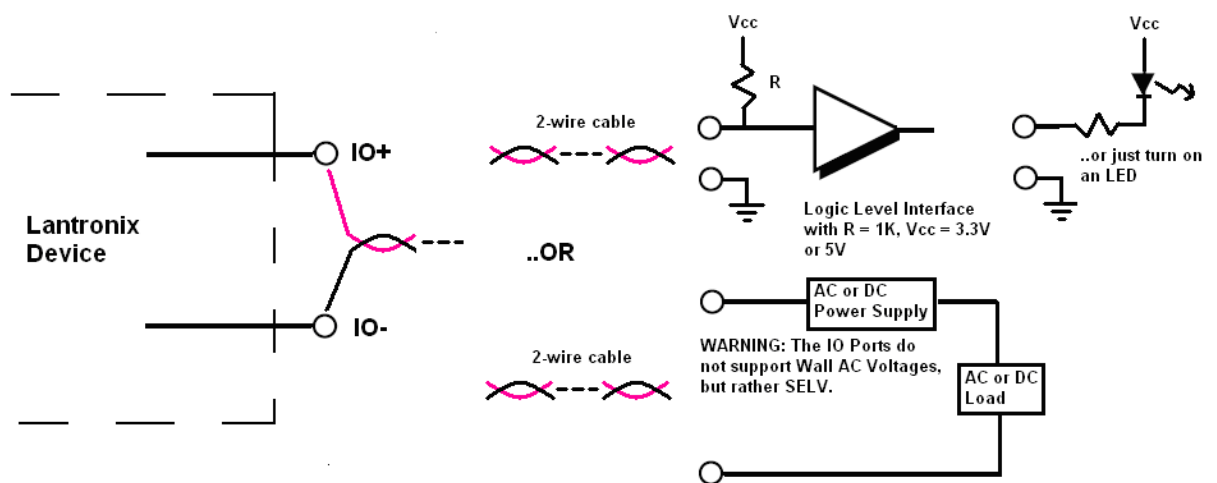 Lantronix
Device
IO+
IO-
2-wire cable
..OR
2-wire cable
Vcc
R
Logic Level Interface
with R = 1K, Vcc = 3.3V
or 5V
Vcc
..or just turn on
an LED
AC or DC
Power Supply
WARNING: The IO Ports do
not support Wall AC Voltages,
but rather SELV.
AC or DC
Load